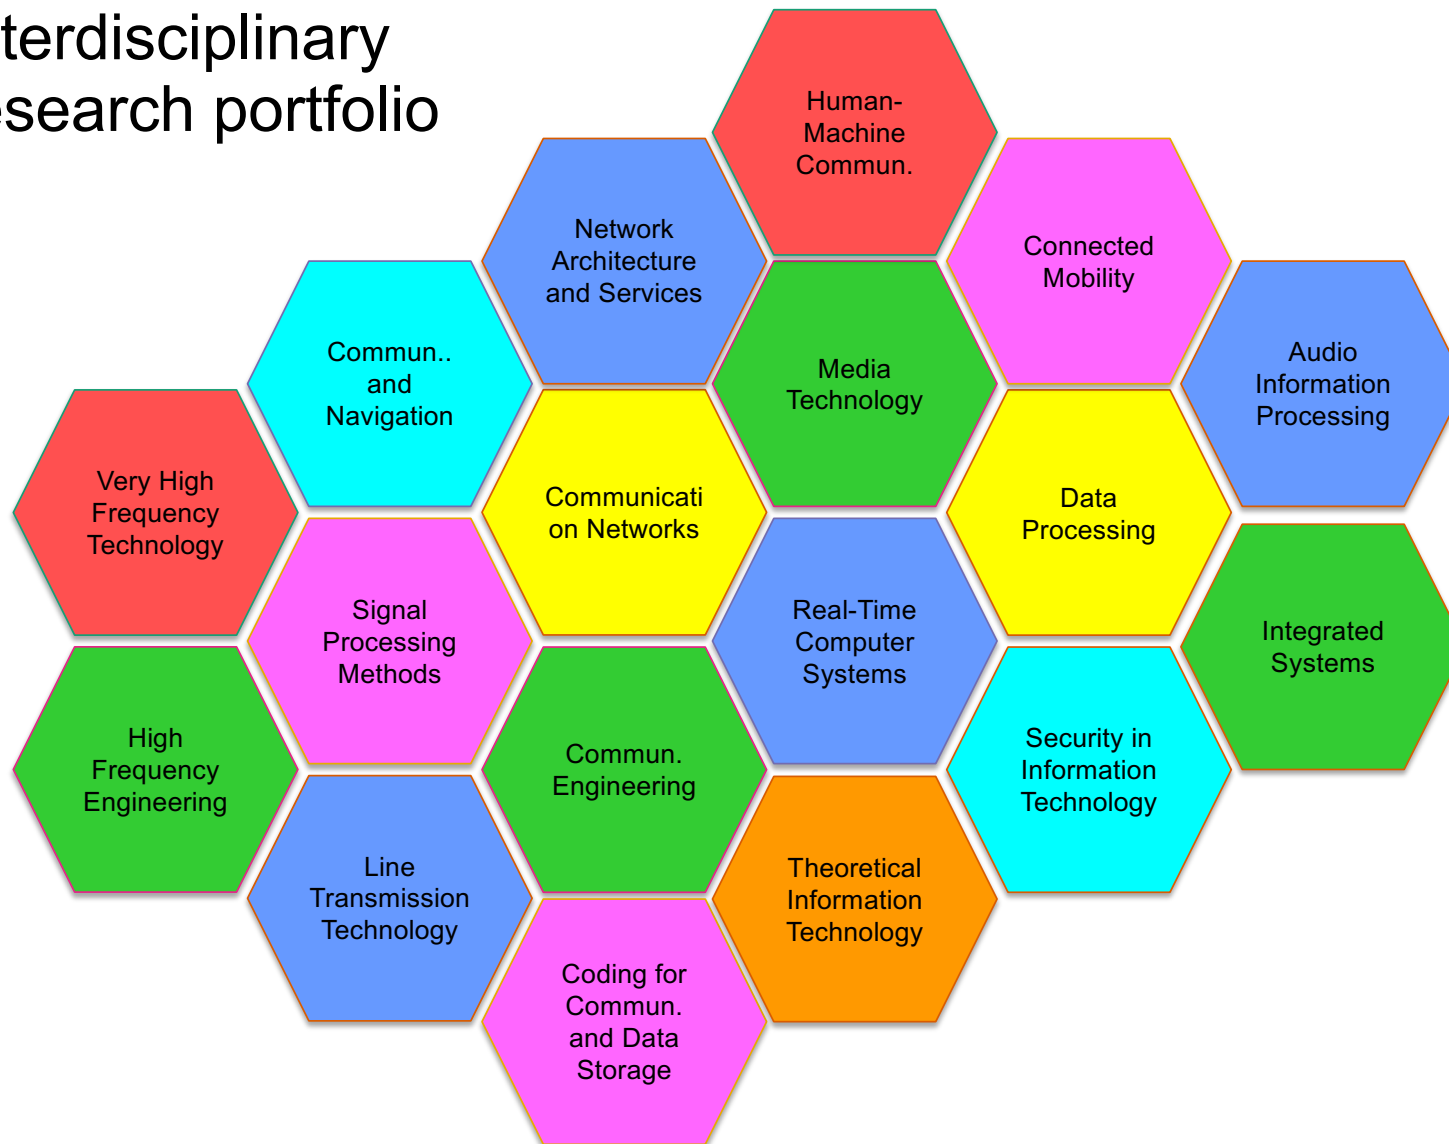 terdisciplinary
esearch portfolio
Human-
Machine
Commun.
Network
Architecture
and Services
Connected
Mobility
Commun..
and
Navigation
Media
Technology
Audio
Information
Processing
Very High
Frequency
Technology
Communicati
on Networks
Data
Processing
Signal
Processing
Methods
Real-Time
Computer
Systems
Integrated
Systems
High
Frequency
Engineering
Commun.
Engineering
Security in
Information
Technology
Line
Transmission
Technology
Theoretical
Information
Technology
Coding for
Commun.
and Data
Storage